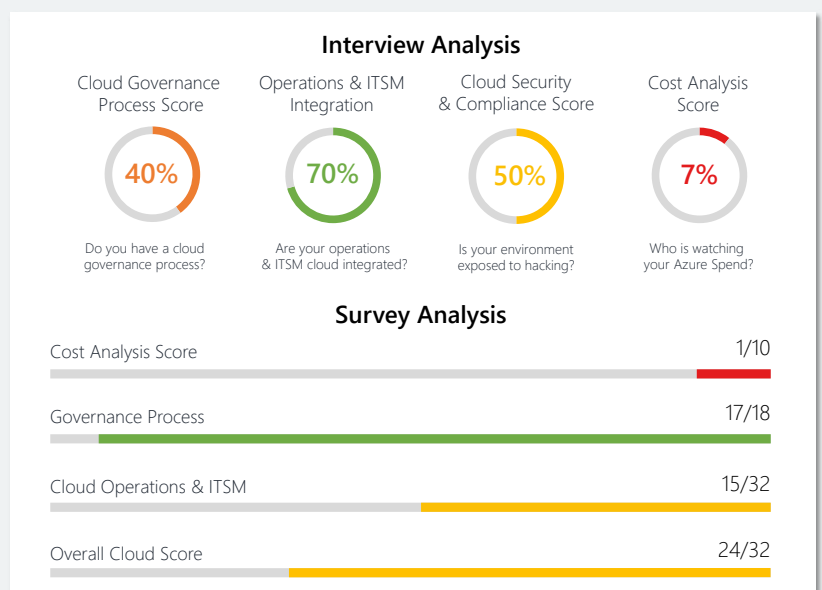 Interview Analysis
Cloud Governance
Process Score
40%
Do you have a cloud
governance process?
Operations & ITSM
Integration
70%
Are your operations
& ITSM cloud integrated?
Cloud Security
& Compliance Score
50%
Is your environment
exposed to hacking?
Cost Analysis
Score
7%
Who is watching
your Azure Spend?
Survey Analysis
Cost Analysis Score
1/10
Governance Process
17/18
Cloud Operations & ITSM
15/32
Overall Cloud Score
24/32